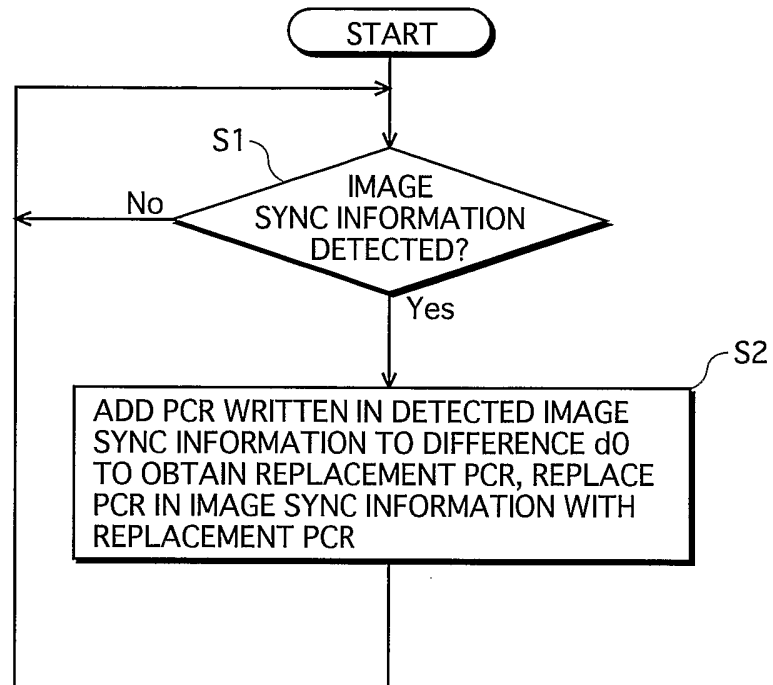 START
S1
IMAGE
SYNC INFORMATION
DETECTED?
No
Yes
S2
ADD PCR WRITTEN IN DETECTED IMAGE
SYNC INFORMATION TO DIFFERENCE d0
TO OBTAIN REPLACEMENT PCR, REPLACE
PCR IN IMAGE SYNC INFORMATION WITH
REPLACEMENT PCR